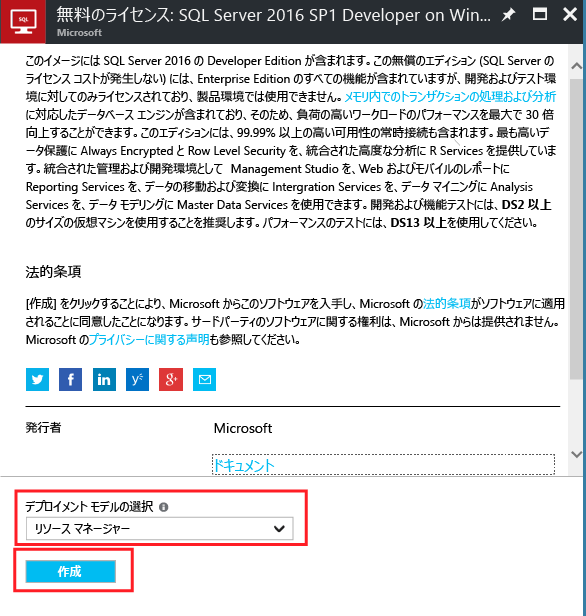 SQL
無料のライセンス: SQL Server 2016 SP1 Developer on Win...
Microsoft
このイメージには SQL Server 2016 の Developer Edition が含まれます。この無償のエディション (SQL Server の
ライセンス コストが発生しない) には、Enterprise Edition のすべての機能が含まれていますが、開発およびテスト環
境に対してのみライセンスされており、製品環境では使用できません。メモリ内でのトランザクションの処理および分析
に対応したデータベース エンジンが含まれており、そのため、負荷の高いワークロードのパフォーマンスを最大で 30 倍
向上することができます。このエディションには、99.99% 以上の高い可用性の常時接続も含まれます。最も高いデ
ータ保護に Always Encrypted と Row Level Security を、統合された高度な分析に R Services を提供していま
す。統合された管理および開発環境として Management Studio を、Web およびモバイルのレポートに
Reporting Services を、データの移動および変換に Intergration Services を、データ マイニングに Analysis
Services を、データ モデリングに Master Data Services を使用できます。開発および機能テストには、DS2 以上
のサイズの仮想マシンを使用することを推奨します。パフォーマンスのテストには、DS13 以上を使用してください。
法的条項
[作成] をクリックすることにより、Microsoft からこのソフトウェアを入手し、Microsoft の法的条項がソフトウェアに適用
されることに同意したことになります。サードパーティのソフトウェアに関する権利は、Microsoft からは提供されません。
Microsoft のプライバシーに関する声明も参照してください。
発行者 Microsoft
ドキュメント
デプロイメント モデルの選択
リソース マネージャー
作成